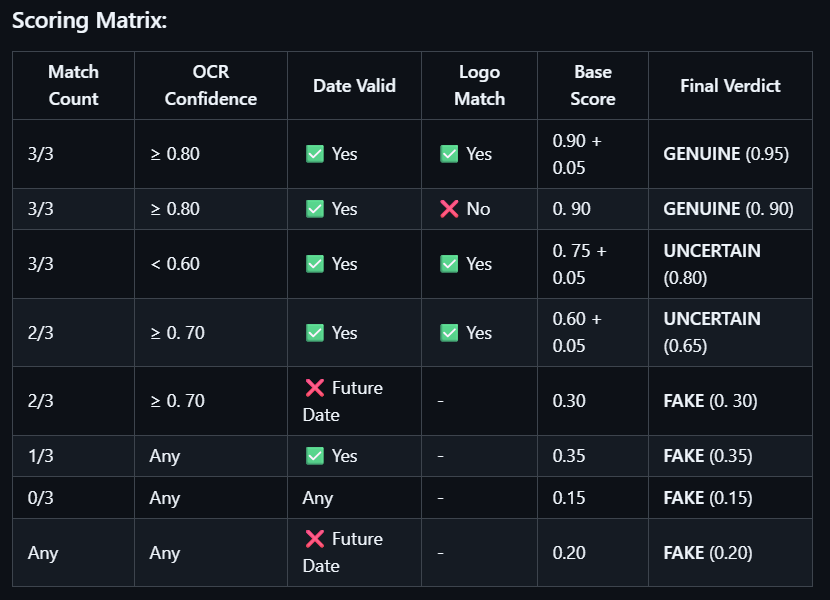 Scoring Matrix:
Match Count OCR Confidence Date Valid Logo Match Base Score Final Verdict
3/3 ≥ 0.80 ✅ Yes ✅ Yes 0.90 + 0.05 GENUINE (0.95)
3/3 ≥ 0.80 ✅ Yes ❌ No 0. 90 GENUINE (0. 90)
3/3 < 0.60 ✅ Yes ✅ Yes 0. 75 + 0.05 UNCERTAIN (0.80)
2/3 ≥ 0. 70 ✅ Yes ✅ Yes 0.60 + 0.05 UNCERTAIN (0.65)
2/3 ≥ 0. 70 ❌ Future Date - 0.30 FAKE (0. 30)
1/3 Any ✅ Yes - 0.35 FAKE (0.35)
0/3 Any Any - 0.15 FAKE (0.15)
Any Any ❌ Future Date - 0.20 FAKE (0.20)